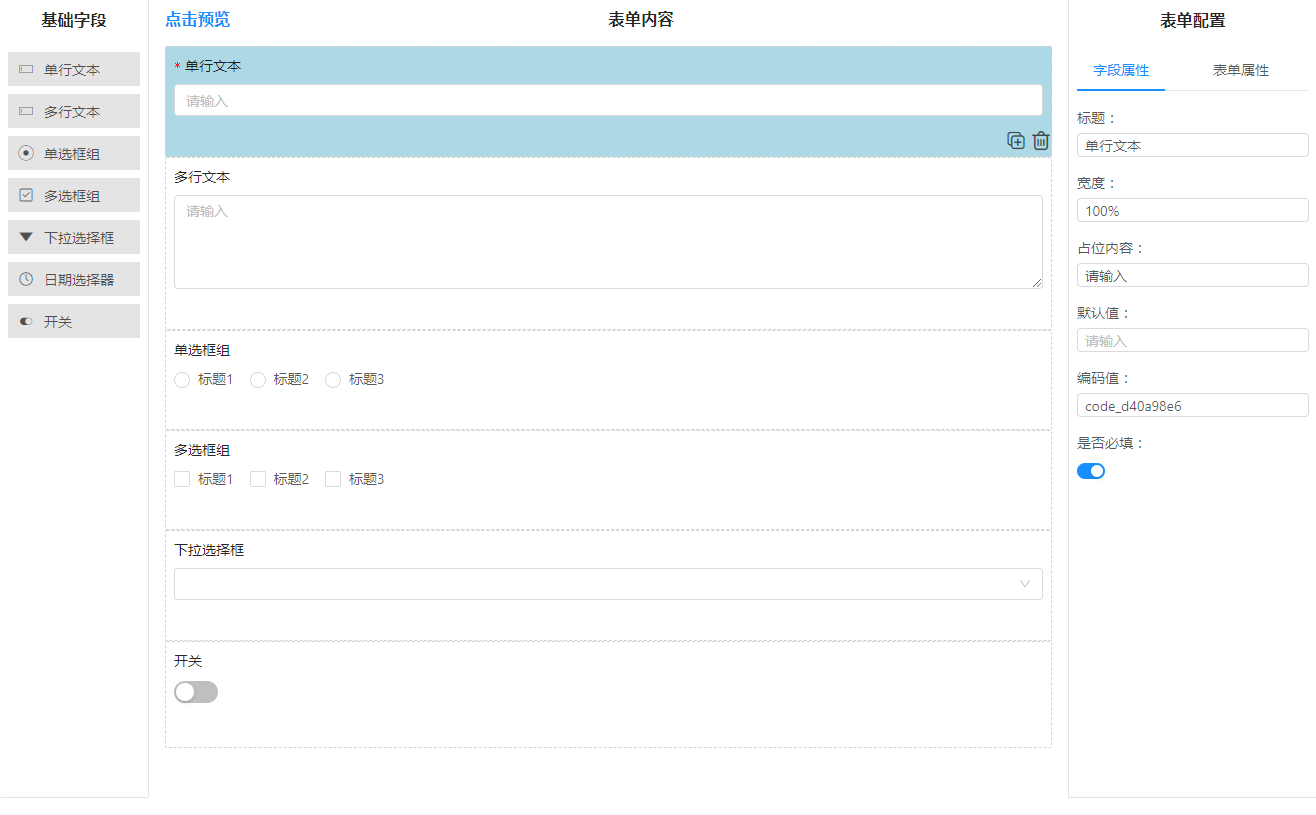 基础字段
单行文本
多行文本
单选框组
多选框组
下拉选择框
日期选择器
开关
点击预览
表单内容
* 单行文本
请输入
多行文本
请输入
单选框组
标题1 标题2 标题3
多选框组
标题1 标题2 标题3
下拉选择框
开关
表单配置
字段属性 表单属性
标题：
单行文本
宽度：
100%
占位内容：
请输入
默认值：
请输入
编码值：
code_d40a98e6
是否必填：